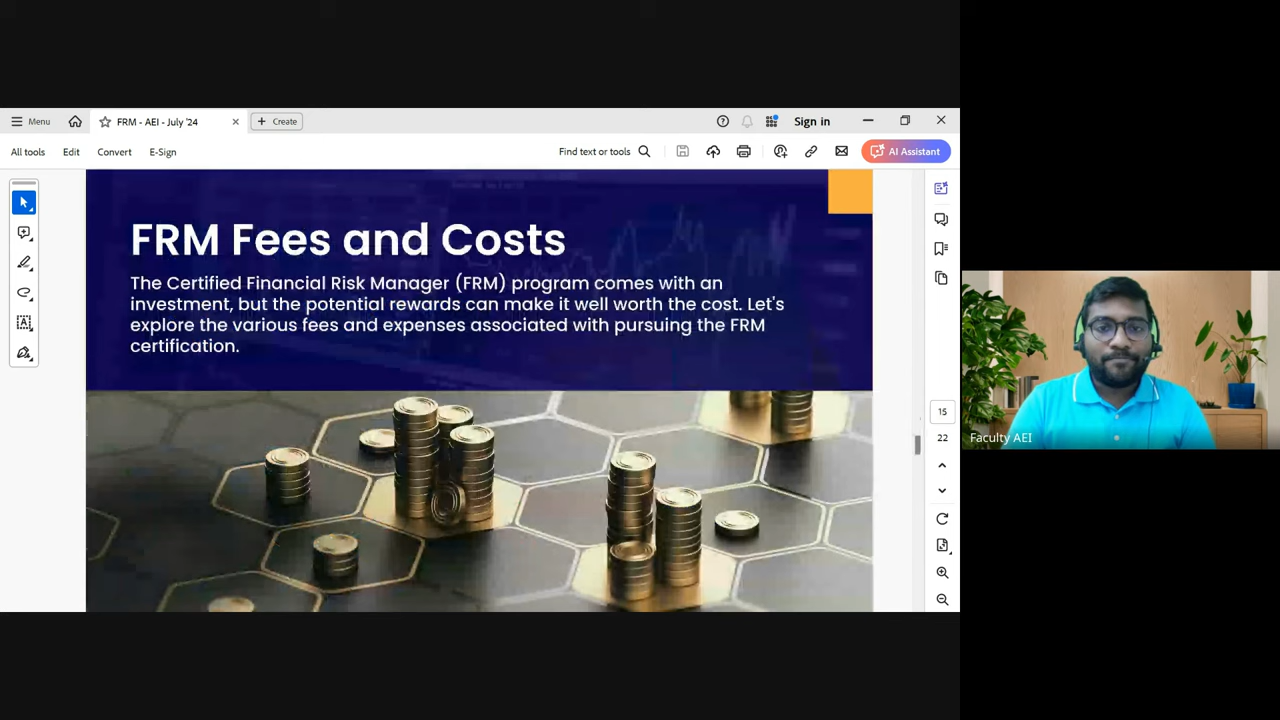 Menu
FRM - AEI - July '24
Create
Sign in
All tools
Edit
Convert
E-Sign
Find text or tools
AI Assistant
FRM Fees and Costs
The Certified Financial Risk Manager (FRM) program comes with an
investment, but the potential rewards can make it well worth the cost. Let's
explore the various fees and expenses associated with pursuing the FRM
certification.
15
22
Faculty AEI